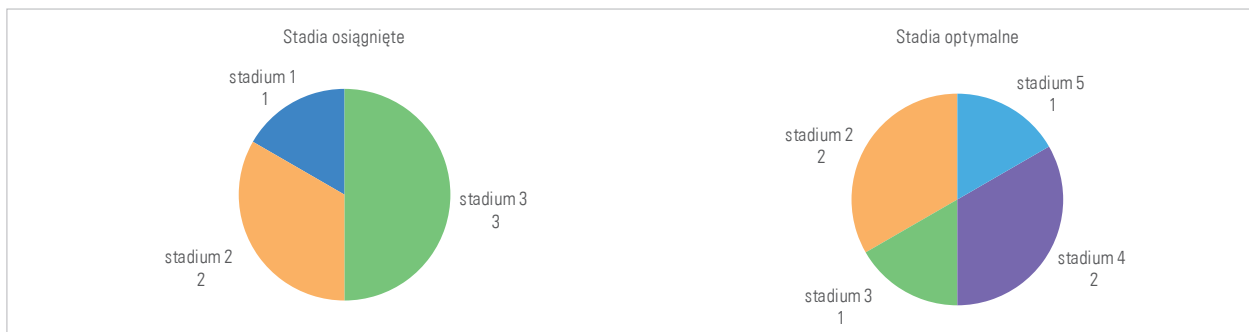 Stadia osiągnięte
stadium 1
1
stadium 3
3
stadium 2
2
Stadia optymalne
stadium 5
1
stadium 2
2
stadium 4
2
stadium 3
1